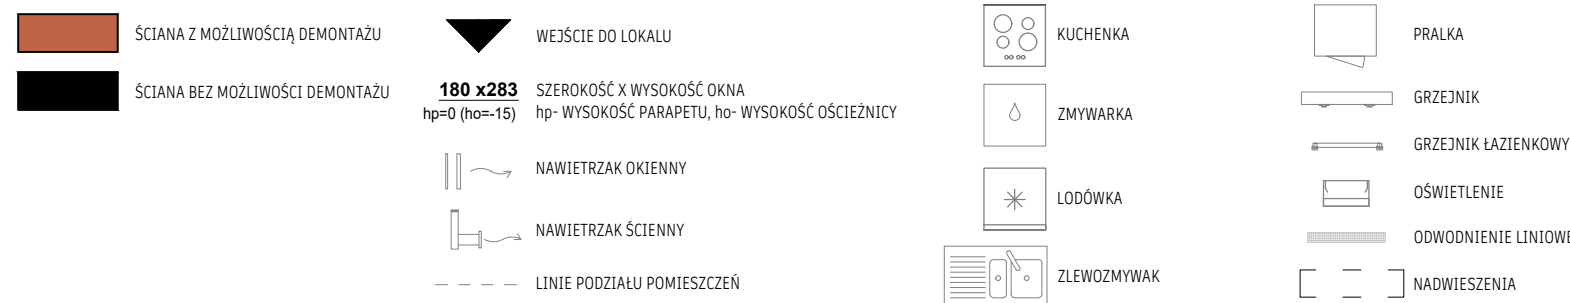 ŚCIANA Z MOŻLIWOŚCIĄ DEMONTAŻU
ŚCIANA BEZ MOŻLIWOŚCI DEMONTAŻU
WEJŚCIE DO LOKALU
180 x283
SZEROKOŚĆ X WYSOKOŚĆ OKNA
hp=0 (ho=-15)
hp- WYSOKOŚĆ PARAPETU, ho- WYSOKOŚĆ OŚCIEŻNICY
NAWIETRZAK OKIENNY
NAWIETRZAK ŚCIENNY
LINIE PODZIAŁU POMIESZCZEŃ
KUCHENKA
ZMYWARKA
LODÓWKA
ZLEWOZMYWAK
PRALKA
GRZEJNIK
GRZEJNIK ŁAZIENKOWY
OŚWIETLENIE
ODWODNIENIE LINIOWE
NADWIESZENIA